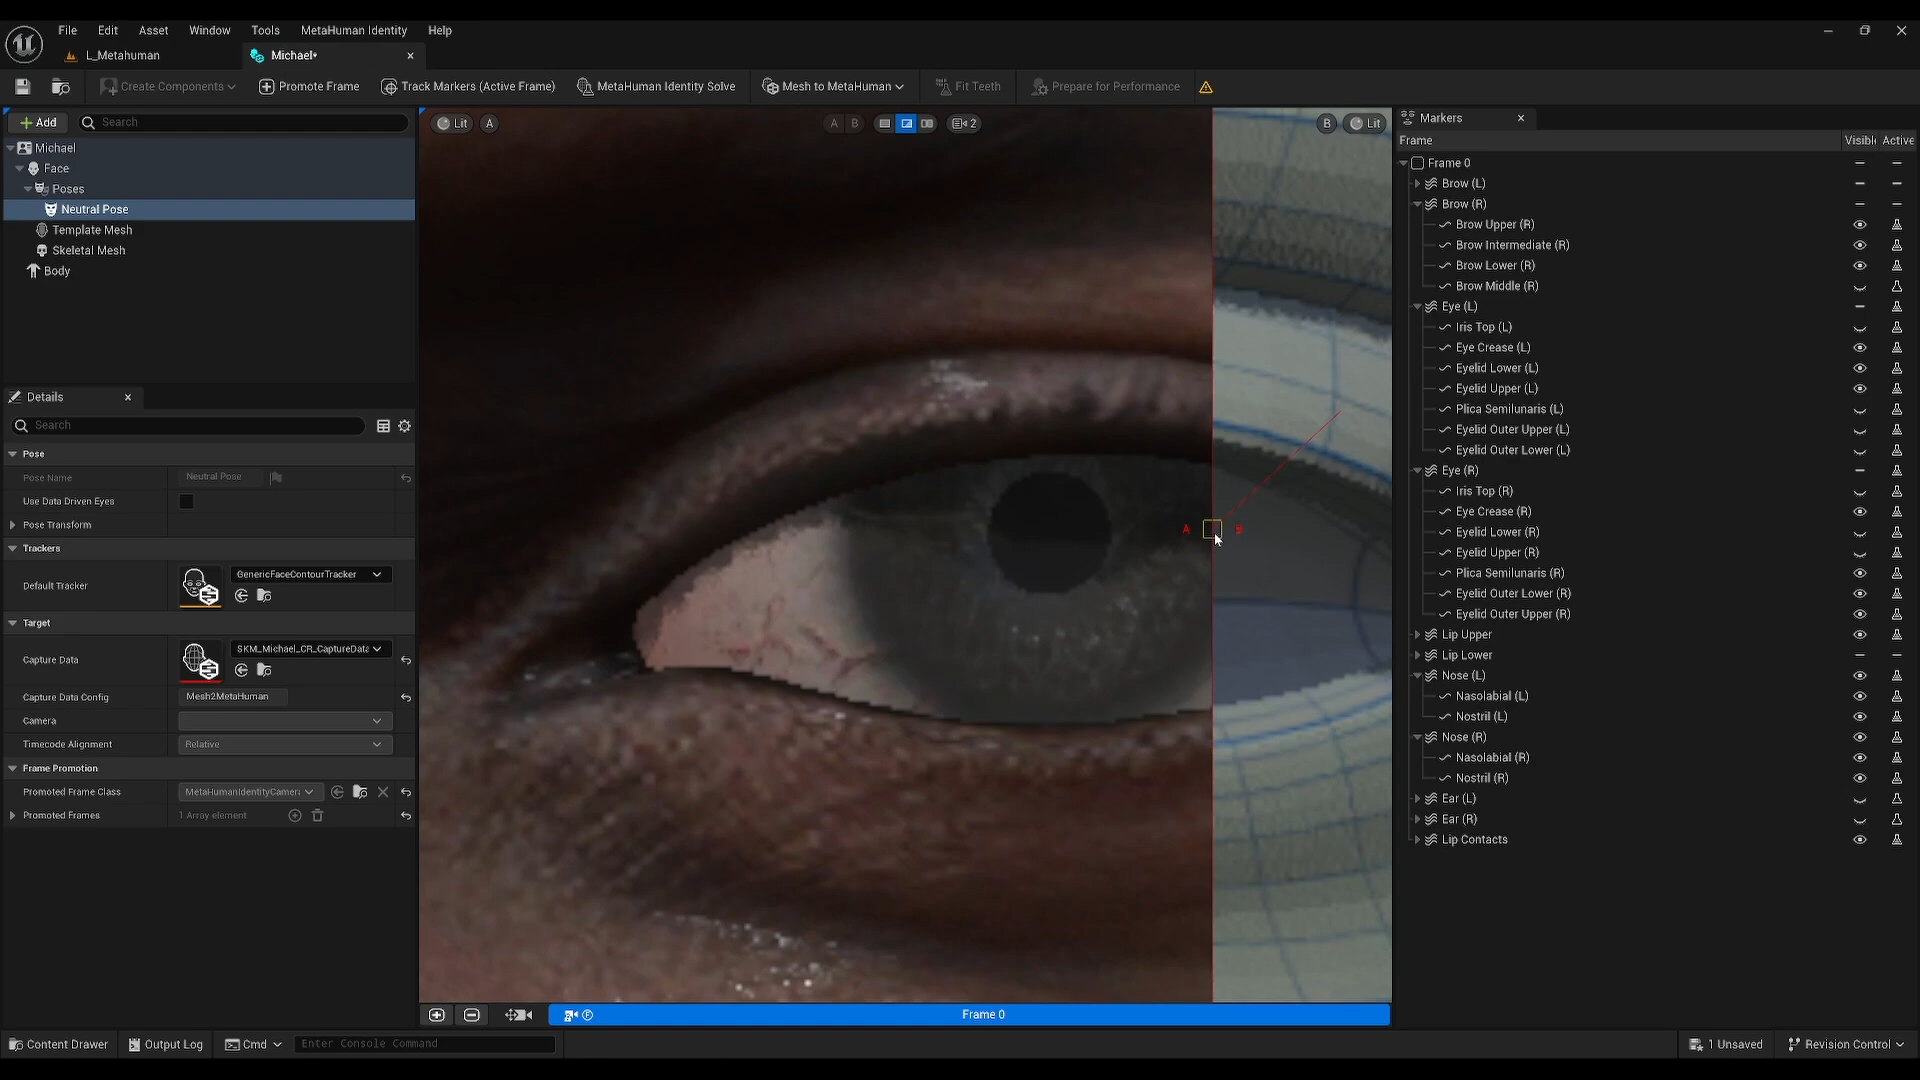 File Edit Asset Window Tools MetaHuman Identity Help
L_Metahuman Michael*
Create Components Promote Frame Track Markers (Active Frame) MetaHuman Identity Solve Mesh to MetaHuman Fit Teeth Prepare for Performance
Add Search
Michael
Face
Poses
Neutral Pose
Template Mesh
Skeletal Mesh
Body
Details
Search
Pose
Pose Name Neutral Pose
Use Data Driven Eyes
Pose Transform
Trackers
Default Tracker GenericFaceContourTracker
Target
Capture Data SKM_Michael_CR_CaptureData
Capture Data Config Mesh2MetaHuman
Camera
Timecode Alignment Relative
Frame Promotion
Promoted Frame Class MetaHumanIdentityCamera
Promoted Frames 1 Array element
Lit A A B 2 B Lit
A
Frame 0
Markers
Frame Visible Active
Frame 0
Brow (L)
Brow (R)
Brow Upper (R)
Brow Intermediate (R)
Brow Lower (R)
Brow Middle (R)
Eye (L)
Iris Top (L)
Eye Crease (L)
Eyelid Lower (L)
Eyelid Upper (L)
Plica Semilunaris (L)
Eyelid Outer Upper (L)
Eyelid Outer Lower (L)
Eye (R)
Iris Top (R)
Eye Crease (R)
Eyelid Lower (R)
Eyelid Upper (R)
Plica Semilunaris (R)
Eyelid Outer Lower (R)
Eyelid Outer Upper (R)
Lip Upper
Lip Lower
Nose (L)
Nasolabial (L)
Nostril (L)
Nose (R)
Nasolabial (R)
Nostril (R)
Ear (L)
Ear (R)
Lip Contacts
Content Drawer Output Log Cmd Enter Console Command 1 Unsaved Revision Control